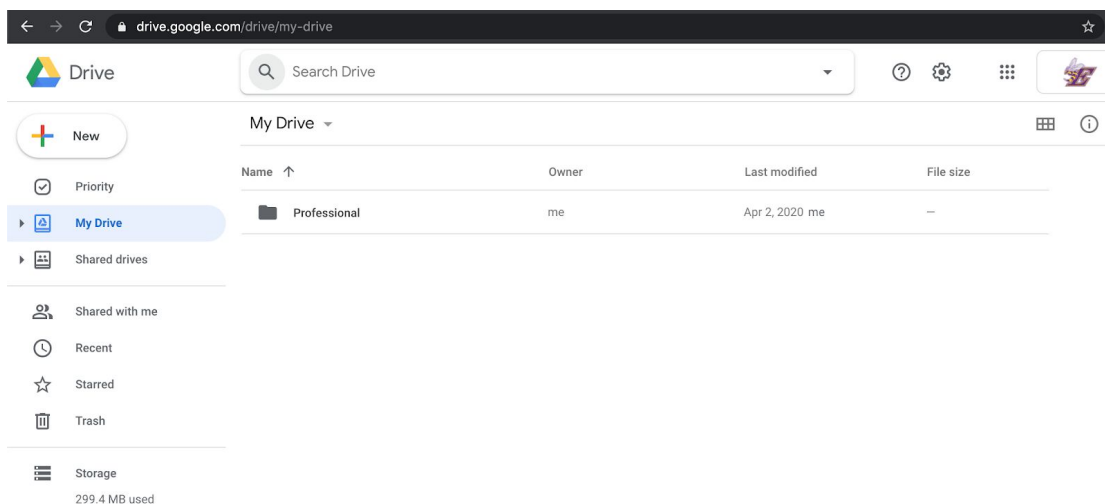 drive.google.com/drive/my-drive
Drive
Search Drive
New
My Drive
Name Owner Last modified File size
Professional me Apr 2, 2020 me —
Priority
My Drive
Shared drives
Shared with me
Recent
Starred
Trash
Storage
299.4 MB used